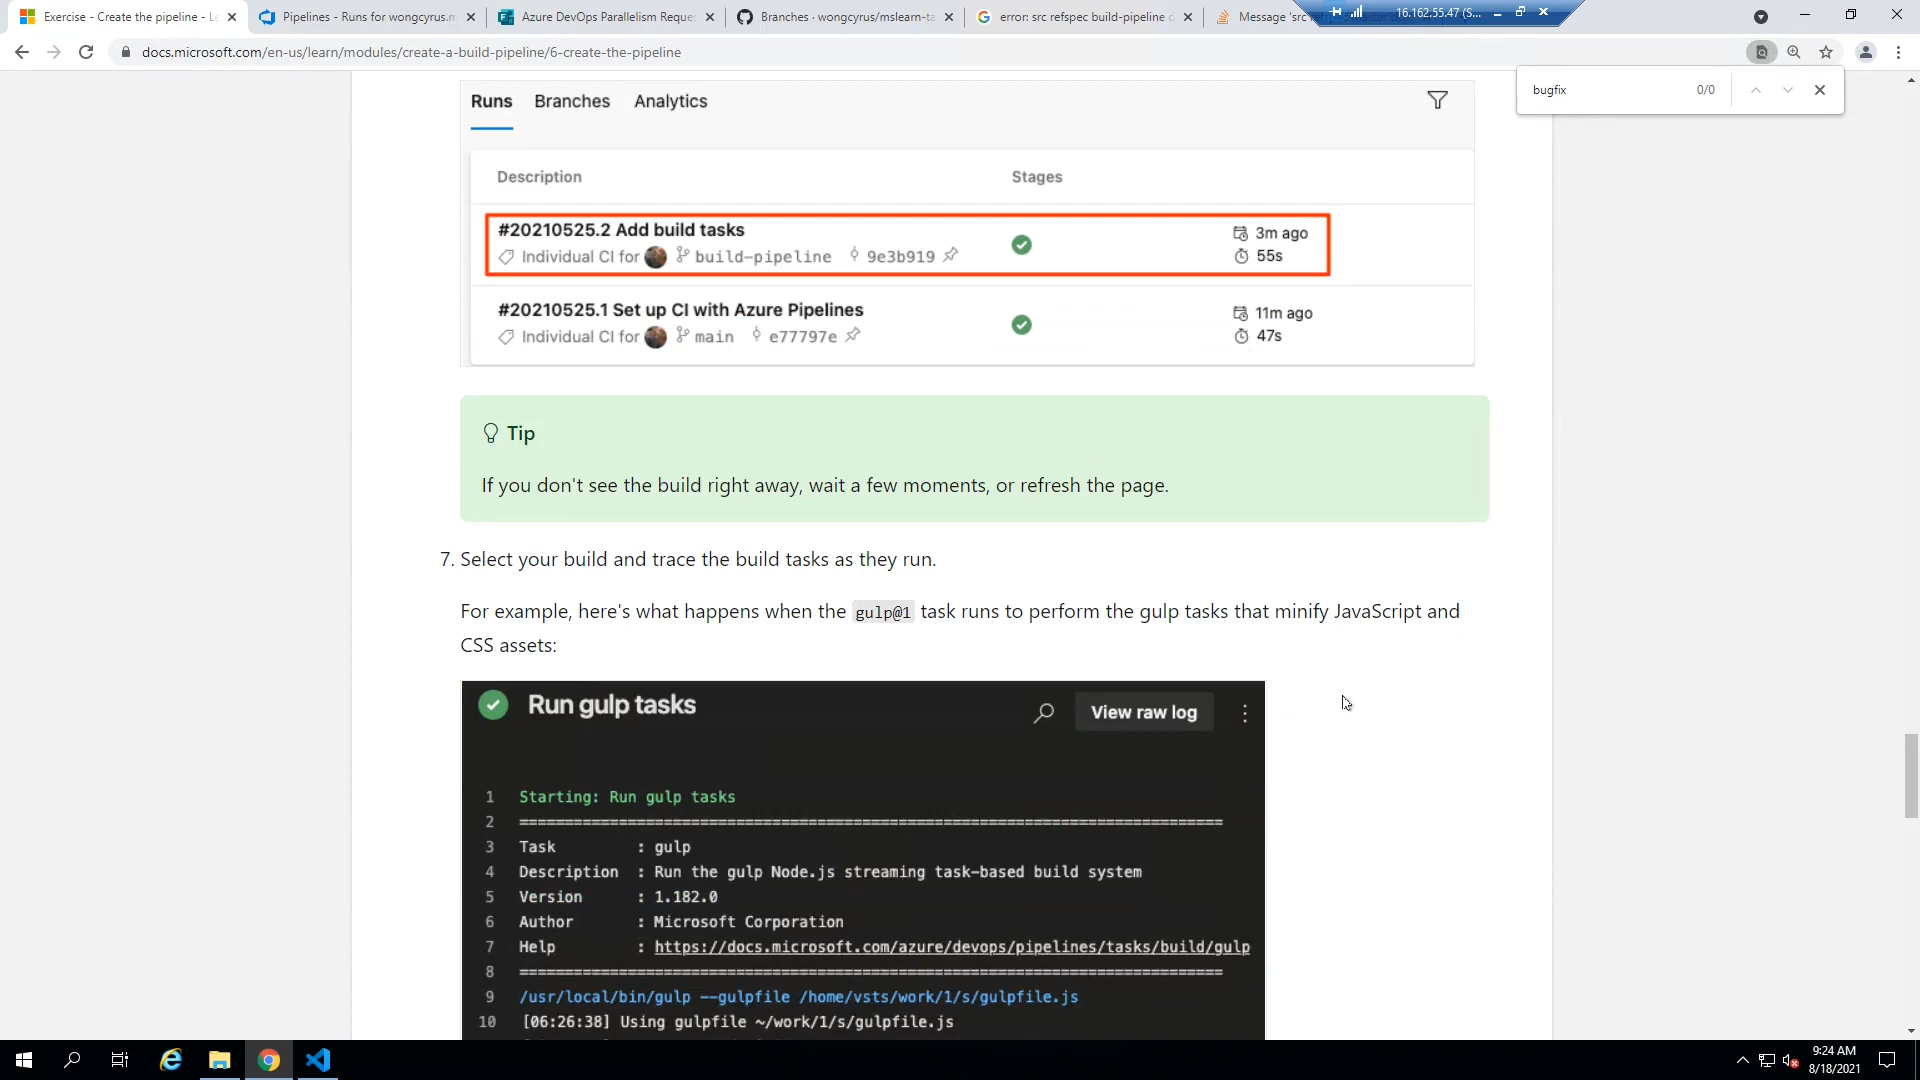 Exercise - Create the pipeline - Le
Pipelines - Runs for wongcyrus.m
Azure DevOps Parallelism Reque
Branches · wongcyrus/mslearn-ta
error: src refspec build-pipeline d
Message 'src
16.162.55.47 (S...
docs.microsoft.com/en-us/learn/modules/create-a-build-pipeline/6-create-the-pipeline
bugfix 0/0
Runs Branches Analytics
Description Stages
#20210525.2 Add build tasks
Individual CI for build-pipeline 9e3b919
3m ago
55s
#20210525.1 Set up CI with Azure Pipelines
Individual CI for main e77797e
11m ago
47s
Tip
If you don't see the build right away, wait a few moments, or refresh the page.
7. Select your build and trace the build tasks as they run.
For example, here's what happens when the gulp@1 task runs to perform the gulp tasks that minify JavaScript and
CSS assets:
Run gulp tasks
View raw log
1 Starting: Run gulp tasks
2 ==============================================================================
3 Task : gulp
4 Description : Run the gulp Node.js streaming task-based build system
5 Version : 1.182.0
6 Author : Microsoft Corporation
7 Help : https://docs.microsoft.com/azure/devops/pipelines/tasks/build/gulp
8 ==============================================================================
9 /usr/local/bin/gulp --gulpfile /home/vsts/work/1/s/gulpfile.js
10 [06:26:38] Using gulpfile ~/work/1/s/gulpfile.js
9:24 AM
8/18/2021